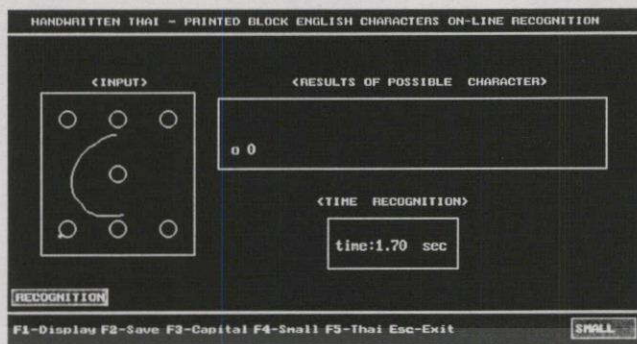 HANDWRITTEN THAI - PRINTED BLOCK ENGLISH CHARACTERS ON-LINE RECOGNITION
<INPUT>
<RESULTS OF POSSIBLE CHARACTER>
o 0
<TIME RECOGNITION>
time:1.70 sec
RECOGNITION
F1-Display F2-Save F3-Capital F4-Small F5-Thai Esc-Exit
SMALL